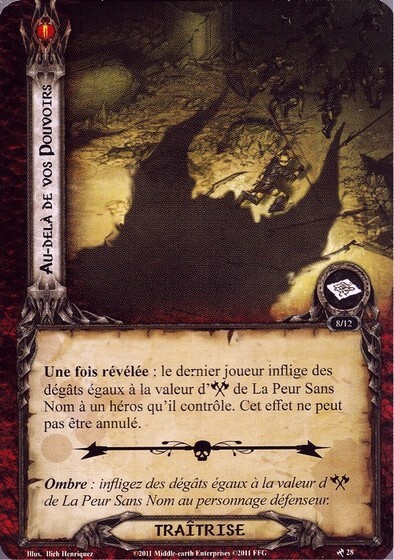 Au-delà de vos Pouvoirs
8/12
Une fois révélée : le dernier joueur inflige des
dégâts égaux à la valeur d' de La Peur Sans
Nom à un héros qu'il contrôle. Cet effet ne peut
pas être annulé.
Ombre : infligez des dégâts égaux à la valeur d'
de La Peur Sans Nom au personnage défenseur.
TRAÎTRISE
Illus. Ilich Henriquez
©2011 Middle-earth Enterprises ©2011 FFG
28